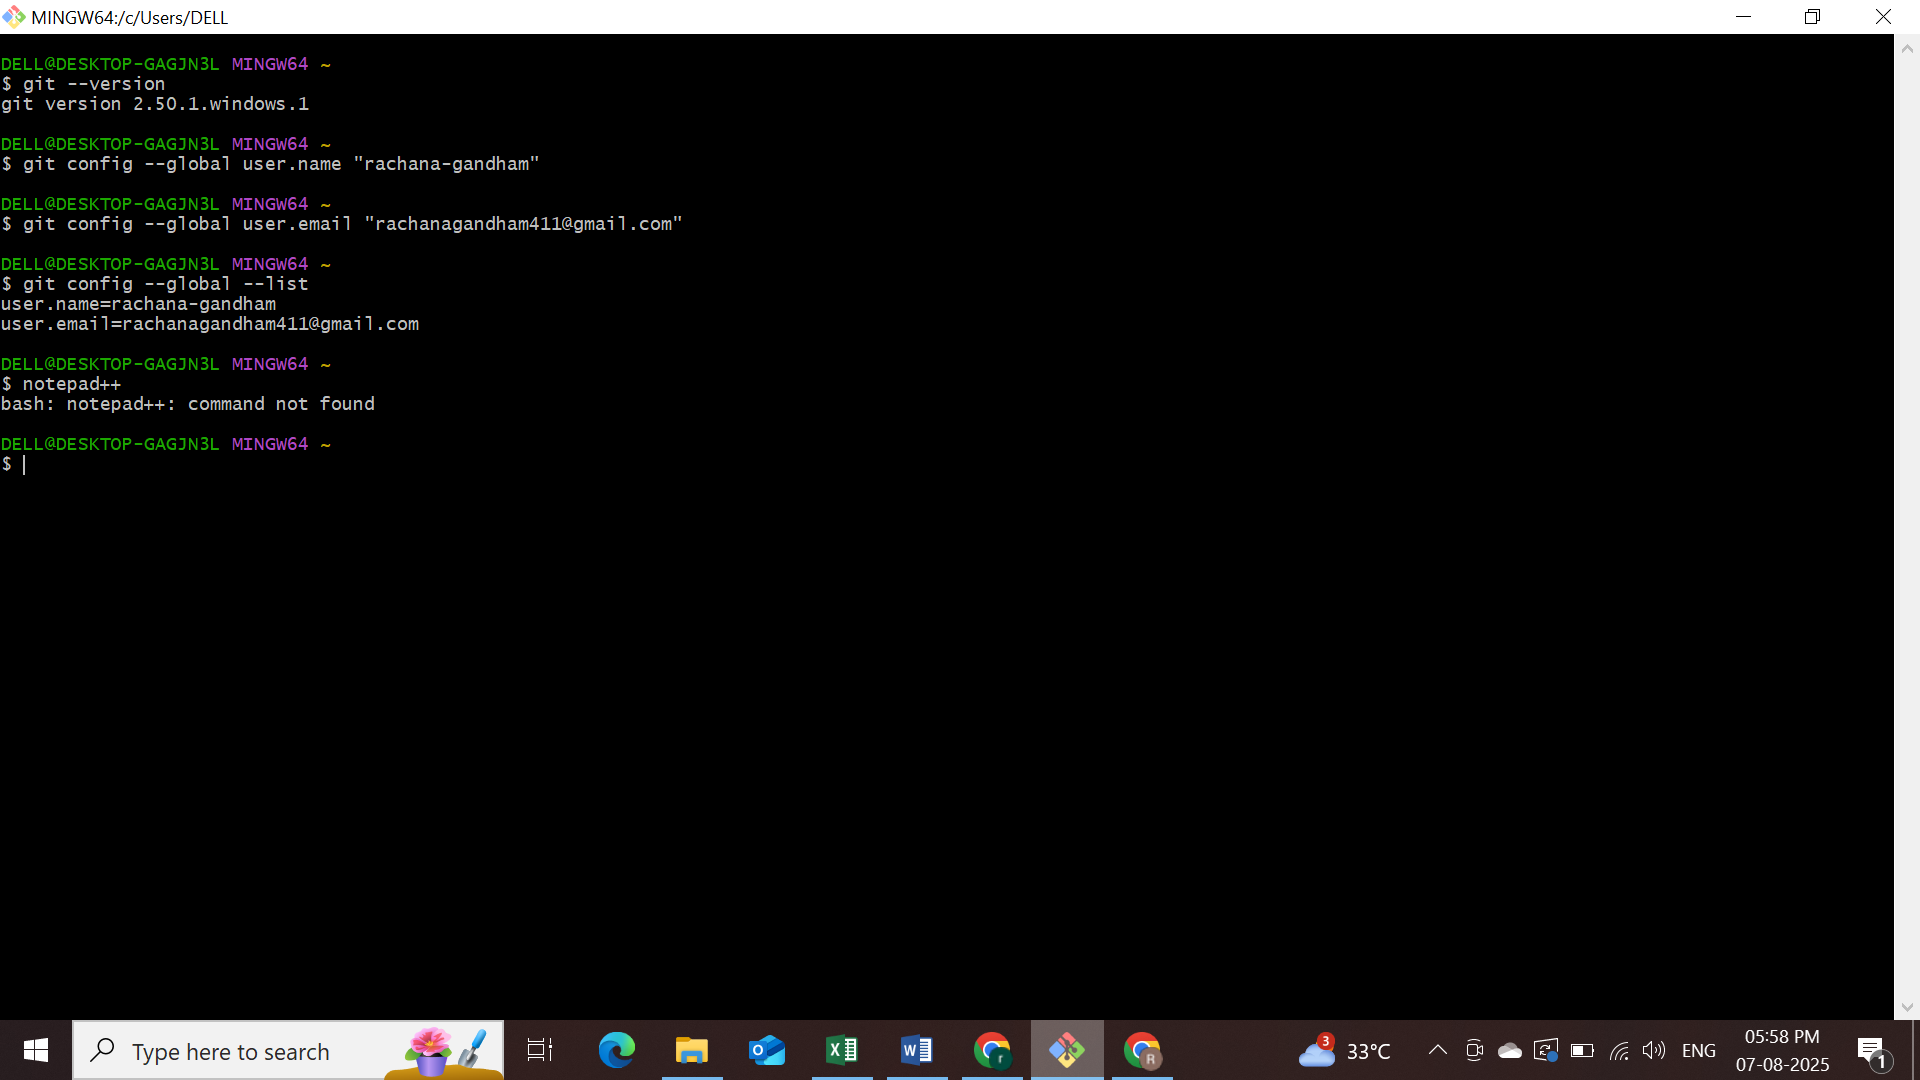 MINGW64:/c/Users/DELL
DELL@DESKTOP-GAGJN3L MINGW64 ~
$ git --version
git version 2.50.1.windows.1
DELL@DESKTOP-GAGJN3L MINGW64 ~
$ git config --global user.name "rachana-gandham"
DELL@DESKTOP-GAGJN3L MINGW64 ~
$ git config --global user.email "rachanagandham411@gmail.com"
DELL@DESKTOP-GAGJN3L MINGW64 ~
$ git config --global --list
user.name=rachana-gandham
user.email=rachanagandham411@gmail.com
DELL@DESKTOP-GAGJN3L MINGW64 ~
$ notepad++
bash: notepad++: command not found
DELL@DESKTOP-GAGJN3L MINGW64 ~
$
Type here to search
r
R
3
33°C
ENG
05:58 PM
07-08-2025
1